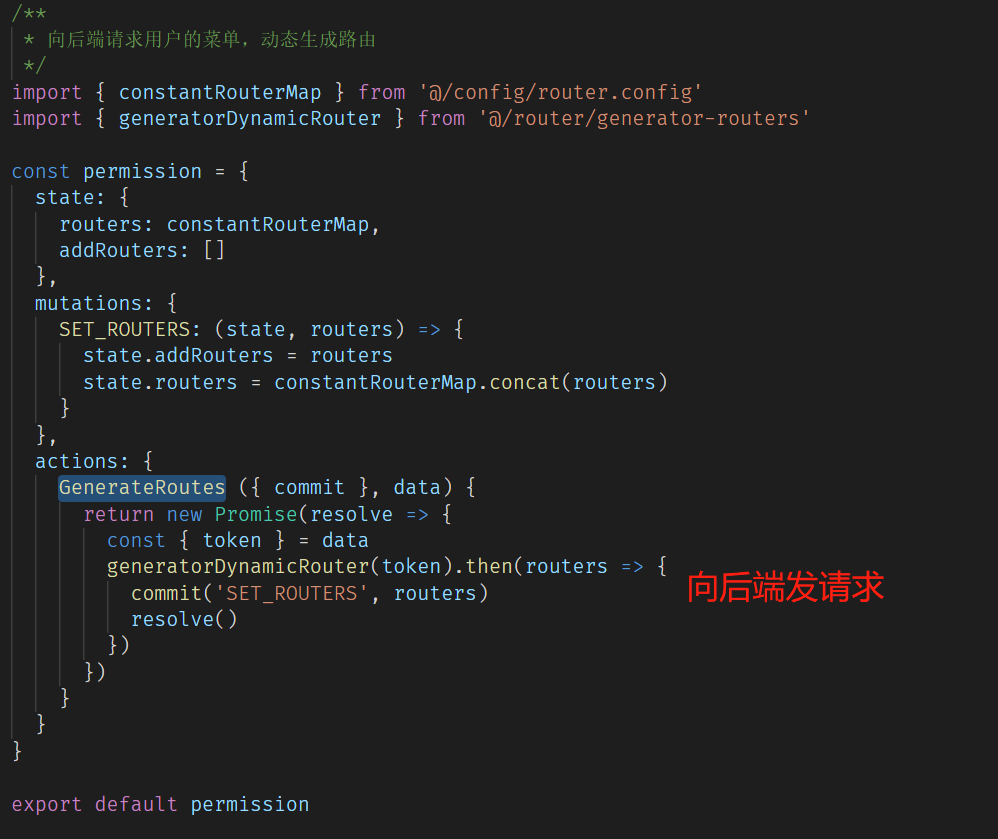 /**
 * 向后端请求用户的菜单，动态生成路由
 */
import { constantRouterMap } from '@/config/router.config'
import { generatorDynamicRouter } from '@/router/generator-routers'

const permission = {
  state: {
    routers: constantRouterMap,
    addRouters: []
  },
  mutations: {
    SET_ROUTERS: (state, routers) => {
      state.addRouters = routers
      state.routers = constantRouterMap.concat(routers)
    }
  },
  actions: {
    GenerateRoutes ({ commit }, data) {
      return new Promise(resolve => {
        const { token } = data
        generatorDynamicRouter(token).then(routers => {
向后端发请求
          commit('SET_ROUTERS', routers)
          resolve()
        })
      })
    }
  }
}

export default permission